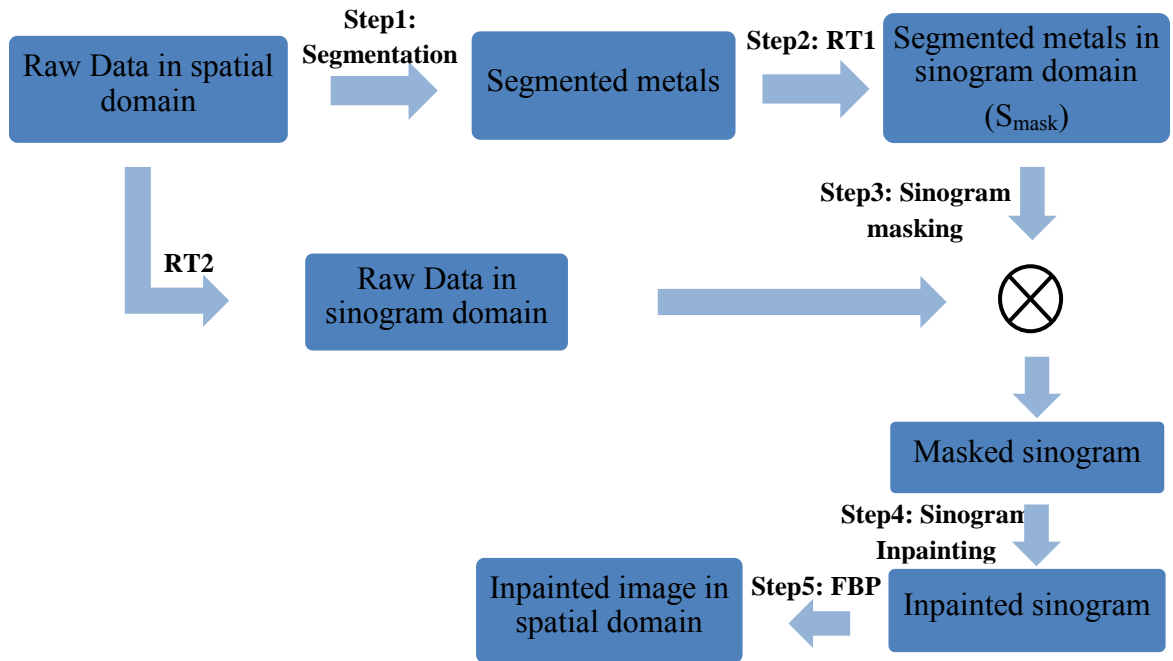 Raw Data in spatial
domain
Step1:
Segmentation
Segmented metals
Step2: RT1
Segmented metals in
sinogram domain
(Smask)
Step3: Sinogram
masking
RT2
Raw Data in
sinogram domain
Masked sinogram
Step4: Sinogram
Inpainting
Inpainted sinogram
Step5: FBP
Inpainted image in
spatial domain